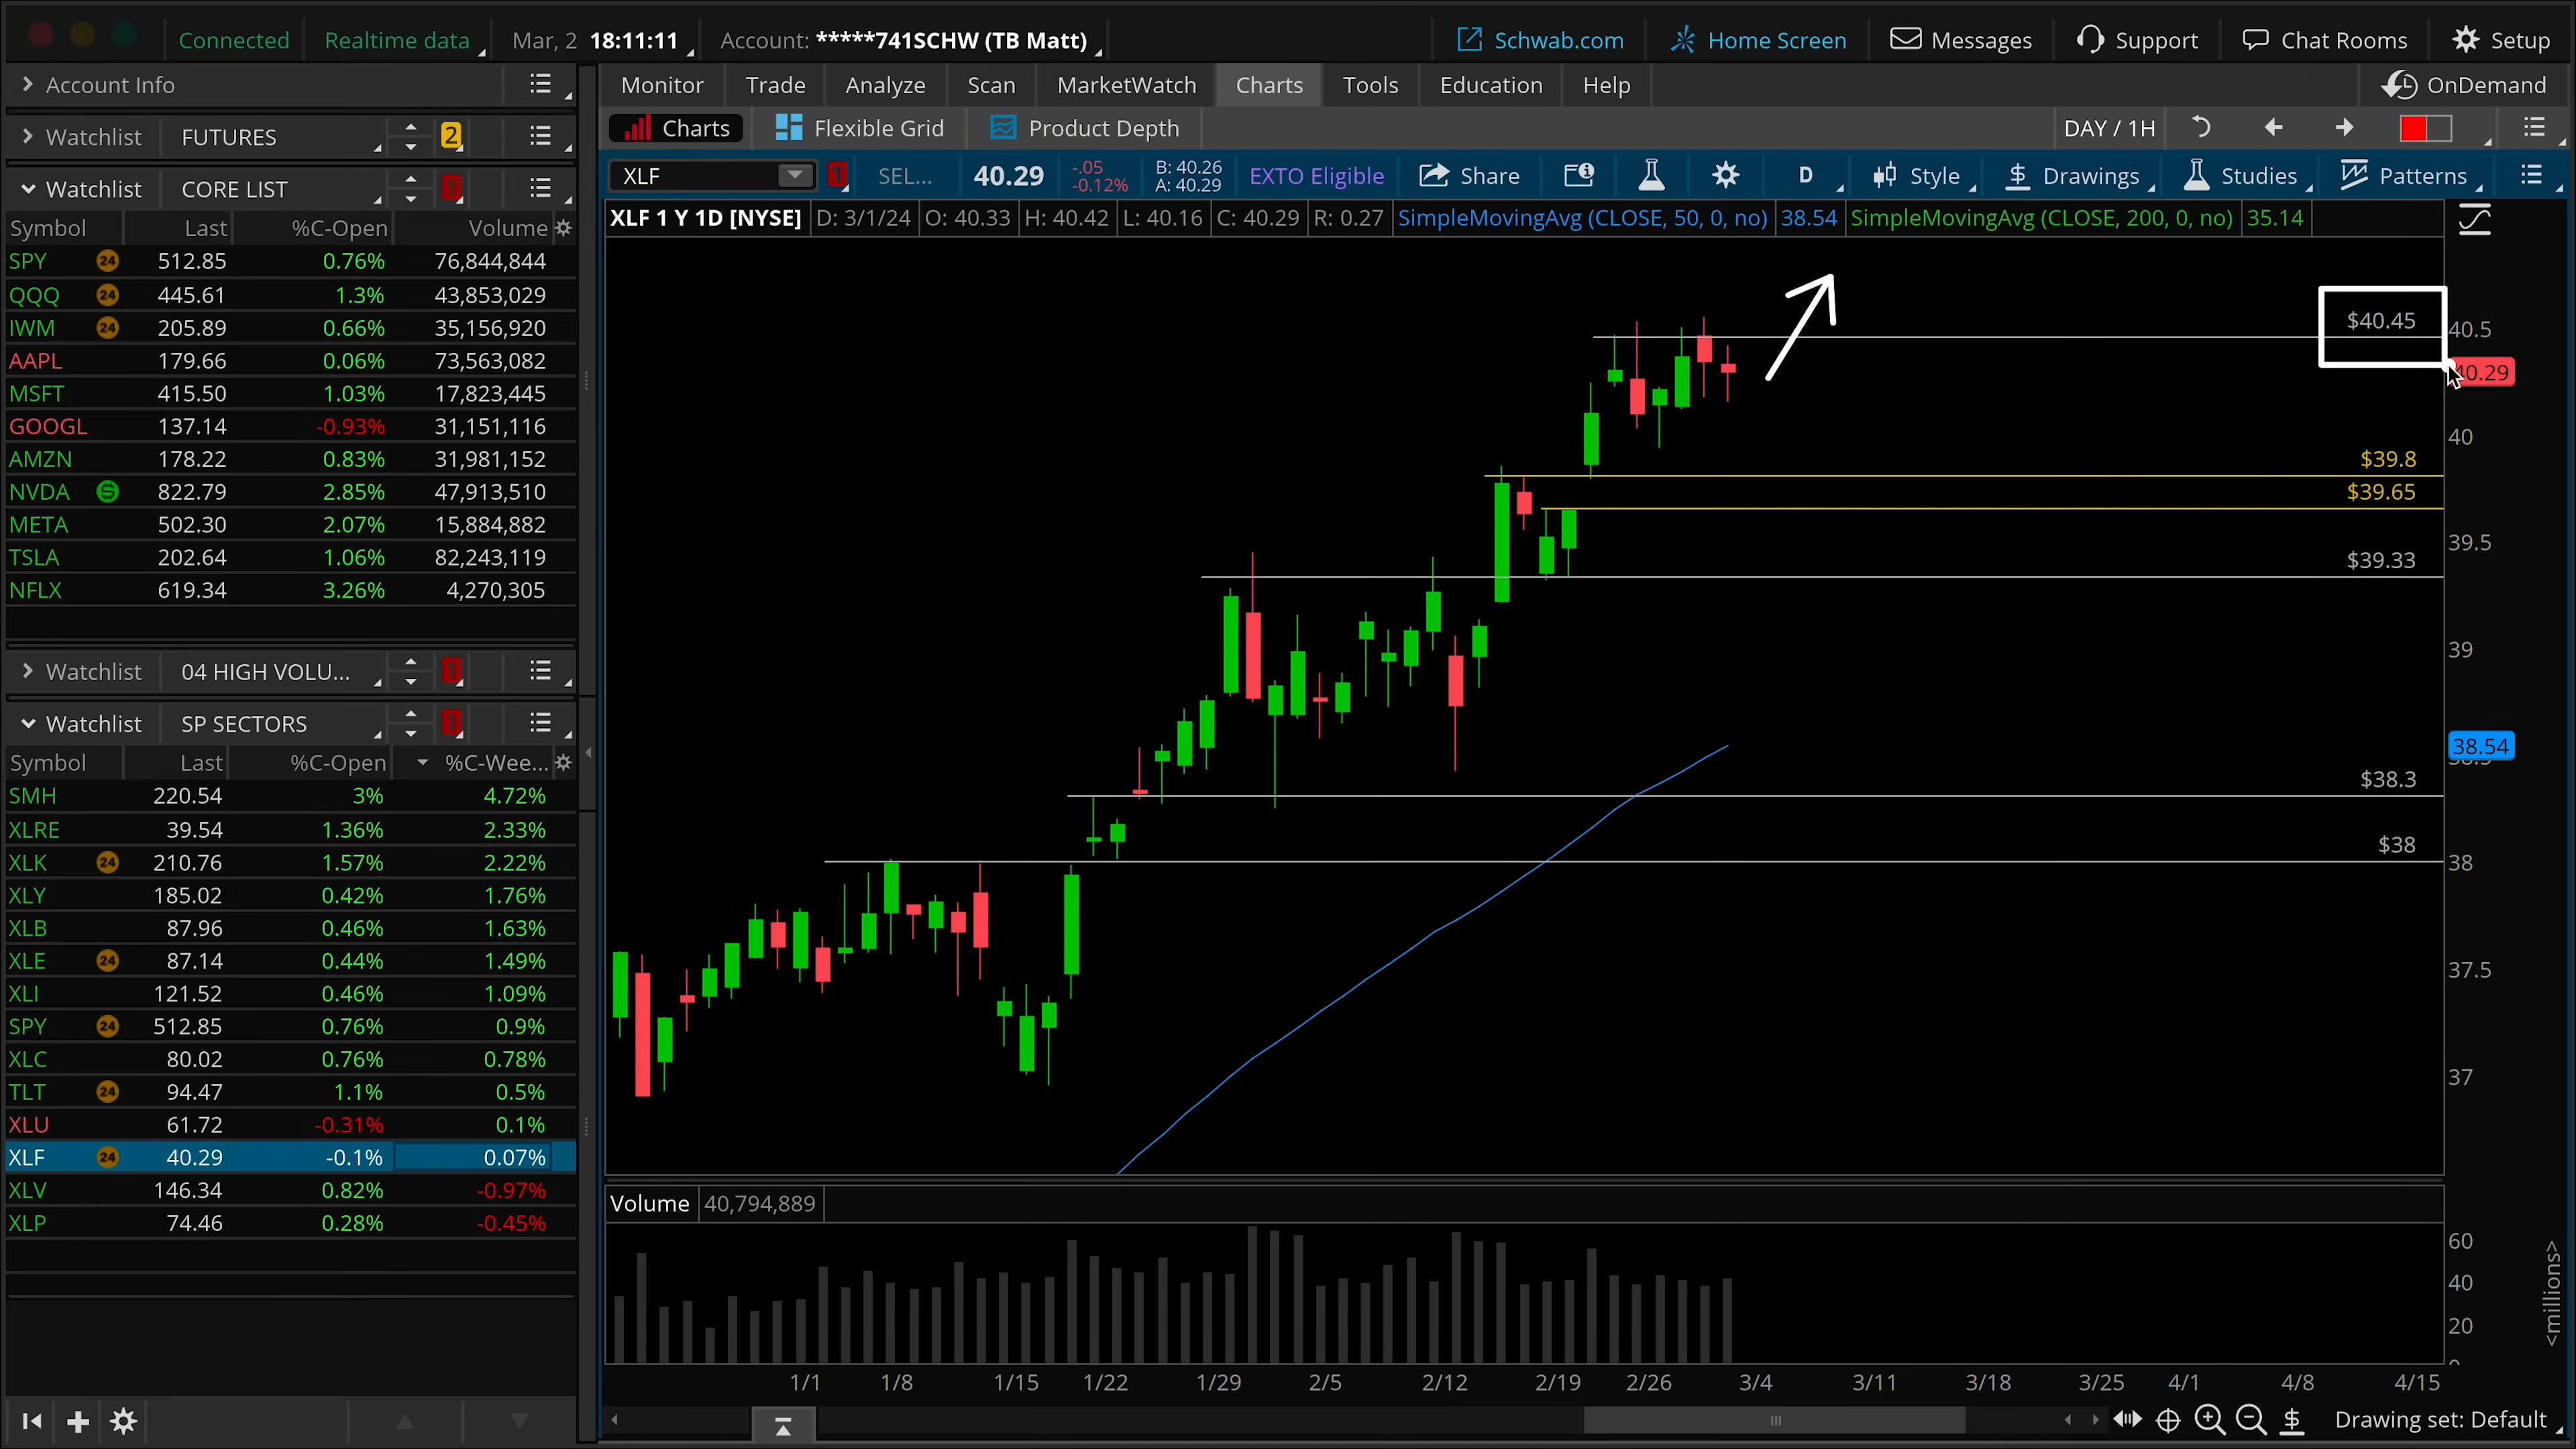 Connected Realtime data Mar, 2 18:11:11 Account: *****741SCHW (TB Matt) Schwab.com Home Screen Messages Support Chat Rooms Setup
Account Info
Monitor Trade Analyze Scan MarketWatch Charts Tools Education Help OnDemand
Watchlist FUTURES 2
Charts Flexible Grid Product Depth DAY / 1H
Watchlist CORE LIST 1
XLF 1 SEL... 40.29 -.05 -0.12% B: 40.26 A: 40.29 EXTO Eligible Share D Style Drawings Studies Patterns
XLF 1 Y 1D [NYSE] D: 3/1/24 O: 40.33 H: 40.42 L: 40.16 C: 40.29 R: 0.27 SimpleMovingAvg (CLOSE, 50, 0, no) 38.54 SimpleMovingAvg (CLOSE, 200, 0, no) 35.14
Symbol Last %C-Open Volume
SPY 24 512.85 0.76% 76,844,844
QQQ 24 445.61 1.3% 43,853,029
IWM 24 205.89 0.66% 35,156,920
AAPL 179.66 0.06% 73,563,082
MSFT 415.50 1.03% 17,823,445
GOOGL 137.14 -0.93% 31,151,116
AMZN 178.22 0.83% 31,981,152
NVDA 822.79 2.85% 47,913,510
META 502.30 2.07% 15,884,882
TSLA 202.64 1.06% 82,243,119
NFLX 619.34 3.26% 4,270,305
Watchlist 04 HIGH VOLU... 1
Watchlist SP SECTORS 1
Symbol Last %C-Open %C-Wee...
SMH 220.54 3% 4.72%
XLRE 39.54 1.36% 2.33%
XLK 24 210.76 1.57% 2.22%
XLY 185.02 0.42% 1.76%
XLB 87.96 0.46% 1.63%
XLE 24 87.14 0.44% 1.49%
XLI 121.52 0.46% 1.09%
SPY 24 512.85 0.76% 0.9%
XLC 80.02 0.76% 0.78%
TLT 24 94.47 1.1% 0.5%
XLU 61.72 -0.31% 0.1%
XLF 24 40.29 -0.1% 0.07%
XLV 146.34 0.82% -0.97%
XLP 74.46 0.28% -0.45%
$40.45
40.5
40.29
40
$39.8
$39.65
39.5
$39.33
39
38.54
$38.3
$38
38
37.5
37
Volume 40,794,889
60
40
20
<millions>
1/1 1/8 1/15 1/22 1/29 2/5 2/12 2/19 2/26 3/4 3/11 3/18 3/25 4/1 4/8 4/15
Drawing set: Default